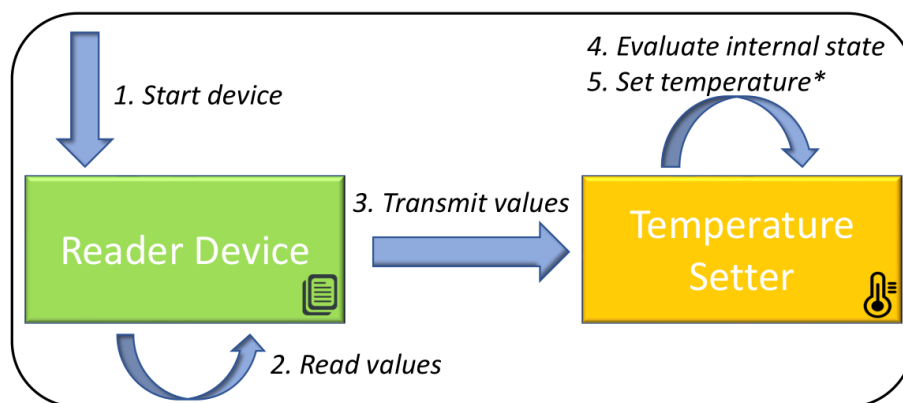 1. Start device
4. Evaluate internal state
5. Set temperature*
Reader Device
3. Transmit values
Temperature
Setter
2. Read values